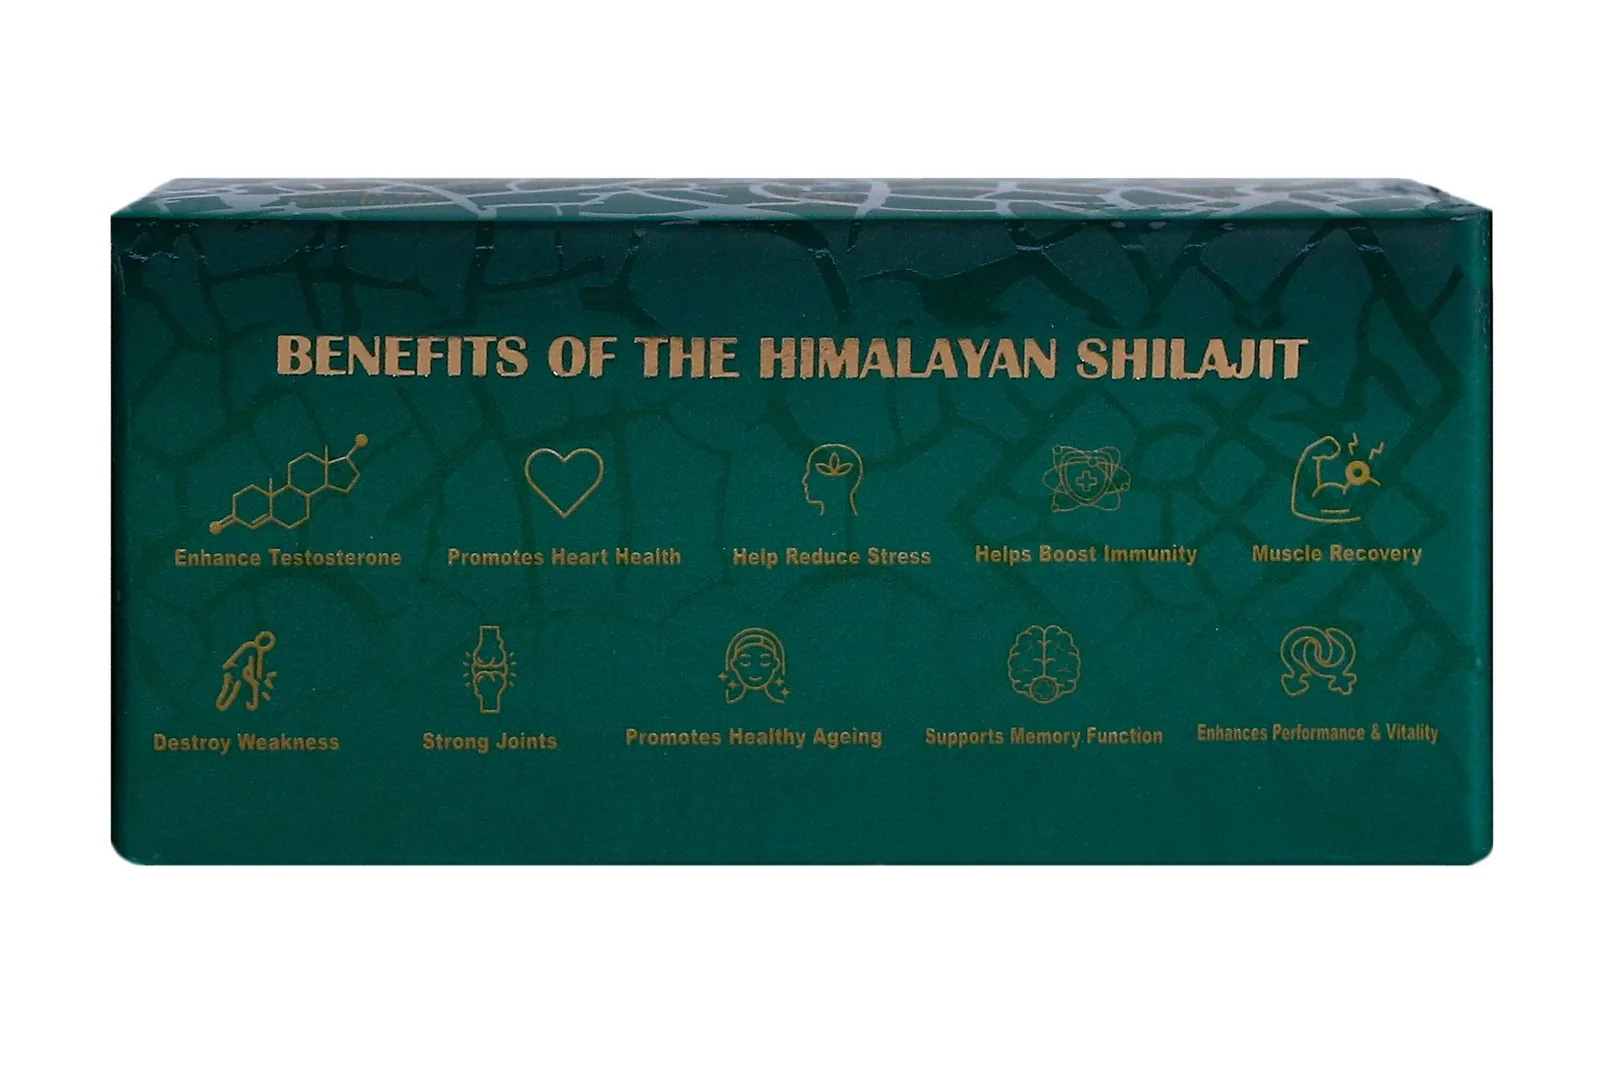 BENEFITS OF THE HIMALAYAN SHILAJIT
Enhance Testosterone
Promotes Heart Health
Help Reduce Stress
Helps Boost Immunity
Muscle Recovery
Destroy Weakness
Strong Joints
Promotes Healthy Ageing
Supports Memory Function
Enhances Performance & Vitality